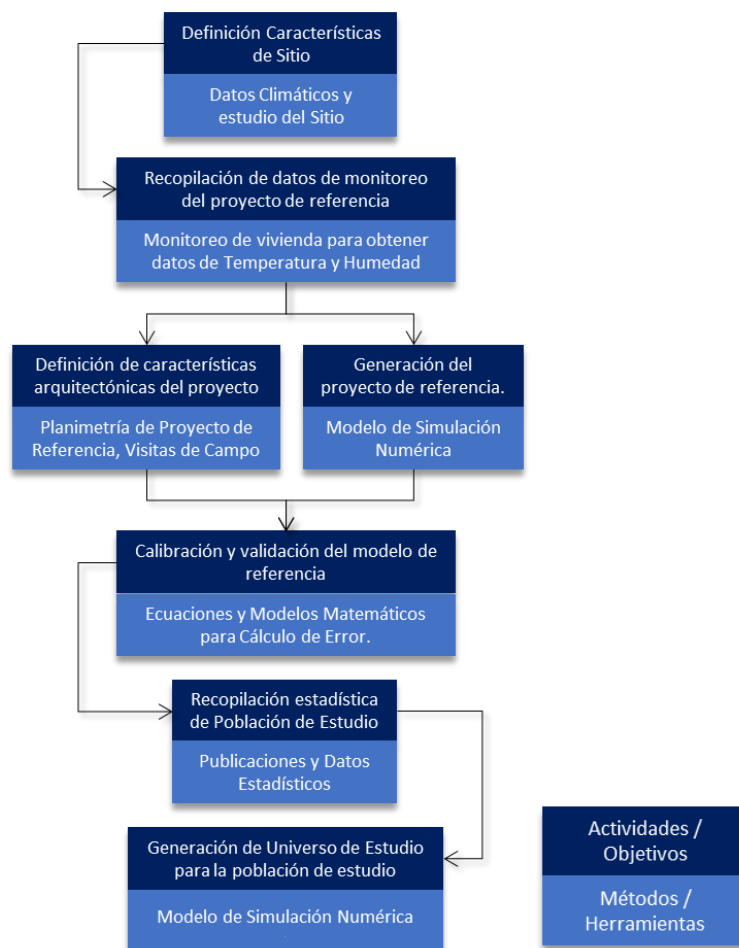 Definición Características
de Sitio
Datos Climáticos y
estudio del Sitio
Recopilación de datos de monitoreo
del proyecto de referencia
Monitoreo de vivienda para obtener
datos de Temperatura y Humedad
Definición de características
arquitectónicas del proyecto
Planimetría de Proyecto de
Referencia, Visitas de Campo
Generación del
proyecto de referencia.
Modelo de Simulación
Numérica
Calibración y validación del modelo de
referencia
Ecuaciones y Modelos Matemáticos
para Cálculo de Error.
Recopilación estadística
de Población de Estudio
Publicaciones y Datos
Estadísticos
Generación de Universo de Estudio
para la población de estudio
Modelo de Simulación Numérica
Actividades /
Objetivos
Métodos /
Herramientas